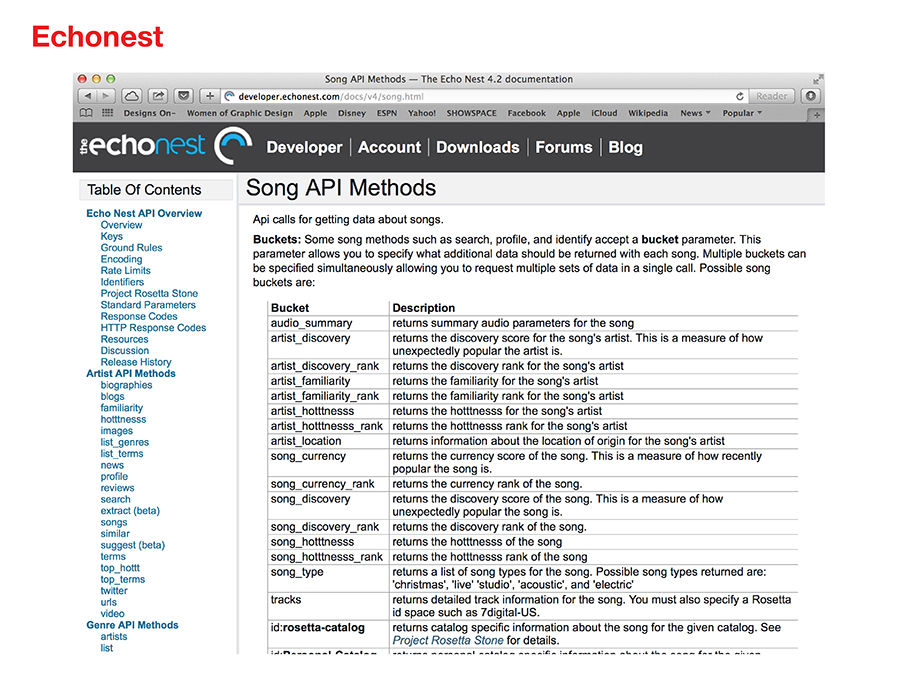 Echonest
Song API Methods — The Echo Nest 4.2 documentation
developer.echonest.com/docs/v4/song.html
Reader
Designs On- Women of Graphic Design Apple Disney ESPN Yahoo! SHOWSPACE Facebook Apple iCloud Wikipedia News Popular
the echonest
Developer | Account | Downloads | Forums | Blog
Table Of Contents
Echo Nest API Overview
Overview
Keys
Ground Rules
Encoding
Rate Limits
Identifiers
Project Rosetta Stone
Standard Parameters
Response Codes
HTTP Response Codes
Resources
Discussion
Release History
Artist API Methods
biographies
blogs
familiarity
hotttnesss
images
list_genres
list_terms
news
profile
reviews
search
extract (beta)
songs
similar
suggest (beta)
terms
top_hottt
top_terms
twitter
urls
video
Genre API Methods
artists
list
Song API Methods
Api calls for getting data about songs.
Buckets: Some song methods such as search, profile, and identify accept a bucket parameter. This
parameter allows you to specify what additional data should be returned with each song. Multiple buckets can
be specified simultaneously allowing you to request multiple sets of data in a single call. Possible song
buckets are:
Bucket Description
audio_summary returns summary audio parameters for the song
artist_discovery returns the discovery score for the song's artist. This is a measure of how
unexpectedly popular the artist is.
artist_discovery_rank returns the discovery rank for the song's artist
artist_familiarity returns the familiarity for the song's artist
artist_familiarity_rank returns the familiarity rank for the song's artist
artist_hotttnesss returns the hotttnesss for the song's artist
artist_hotttnesss_rank returns the hotttnesss rank for the song's artist
artist_location returns information about the location of origin for the song's artist
song_currency returns the currency score of the song. This is a measure of how recently
popular the song is.
song_currency_rank returns the currency rank of the song.
song_discovery returns the discovery score of the song. This is a measure of how
unexpectedly popular the song is.
song_discovery_rank returns the discovery rank of the song.
song_hotttnesss returns the hotttnesss of the song
song_hotttnesss_rank returns the hotttnesss rank of the song
song_type returns a list of song types for the song. Possible song types returned are:
'christmas', 'live' 'studio', 'acoustic', and 'electric'
tracks returns detailed track information for the song. You must also specify a Rosetta
id space such as 7digital-US.
id:rosetta-catalog returns catalog specific information about the song for the given catalog. See
Project Rosetta Stone for details.
id:Personal-Catalog returns personal catalog specific information about the song for the given